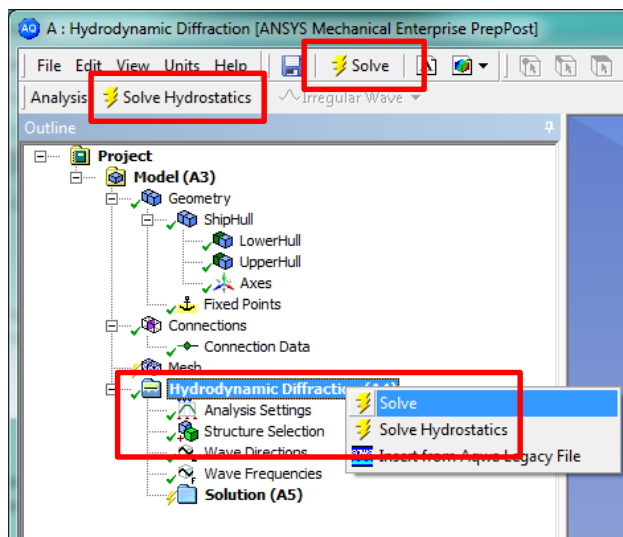 A : Hydrodynamic Diffraction [ANSYS Mechanical Enterprise PrepPost]
File Edit View Units Help Solve
Analysis Solve Hydrostatics Irregular Wave
Outline
Project
Model (A3)
Geometry
ShipHull
LowerHull
UpperHull
Axes
Fixed Points
Connections
Connection Data
Mesh
Hydrodynamic Diffraction (A4)
Solve
Analysis Settings
Solve Hydrostatics
Structure Selection
Insert from Aqwa Legacy File
Wave Directions
Wave Frequencies
Solution (A5)